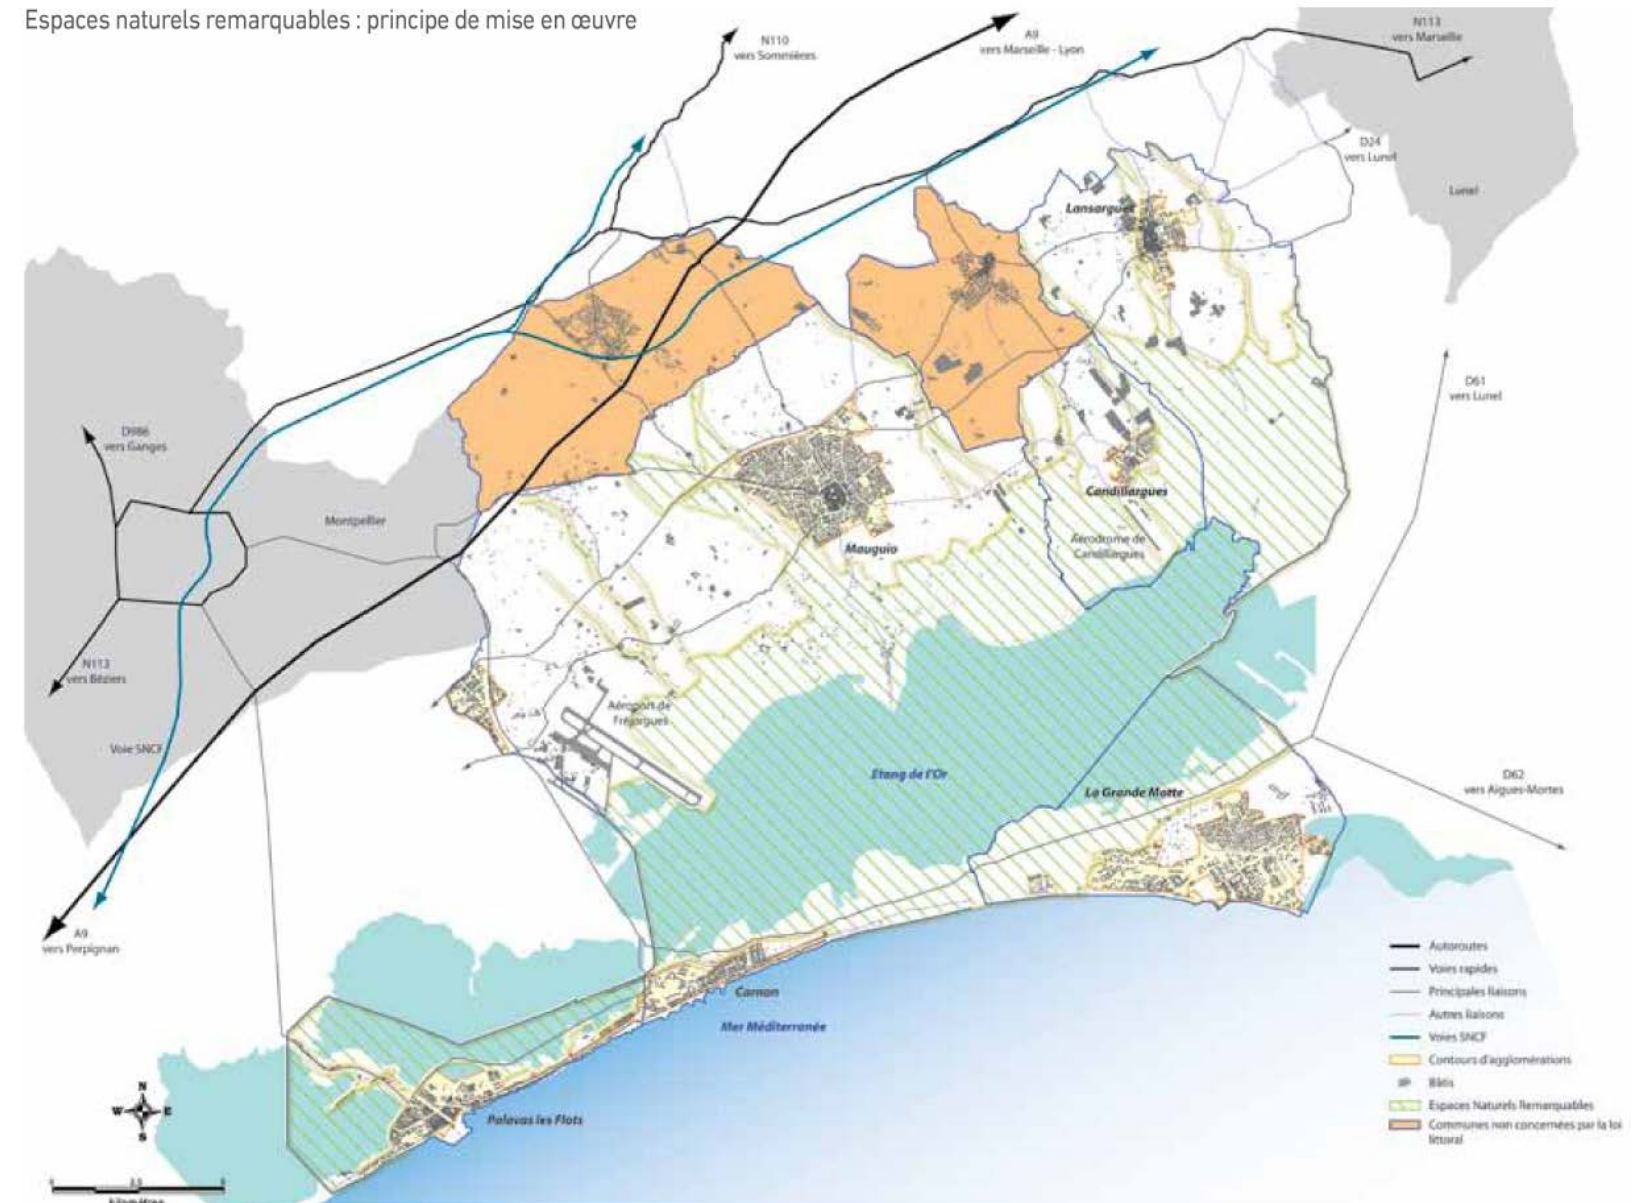 Espaces naturels remarquables : principe de mise en œuvre
N110
vers Sommières
A9
vers Marseille - Lyon
N113
vers Marseille
D24
vers Lunel
Lunel
Lansargues
D61
vers Lunel
D986
vers Ganges
Montpellier
Candillargues
Mauguio
Aérodrome de
Candillargues
N113
vers Béziers
Voie SNCF
Aéroport de
Fréjorgues
Etang de l'Or
La Grande Motte
D62
vers Aigues-Mortes
A9
vers Perpignan
Carnon
Mer Méditerranée
Palavas les Flots
N
W
E
S
kilomètres
Autoroutes
Voies rapides
Principales liaisons
Autres liaisons
Voies SNCF
Contours d'agglomérations
Bâtis
Espaces Naturels Remarquables
Communes non concernées par la loi
littoral